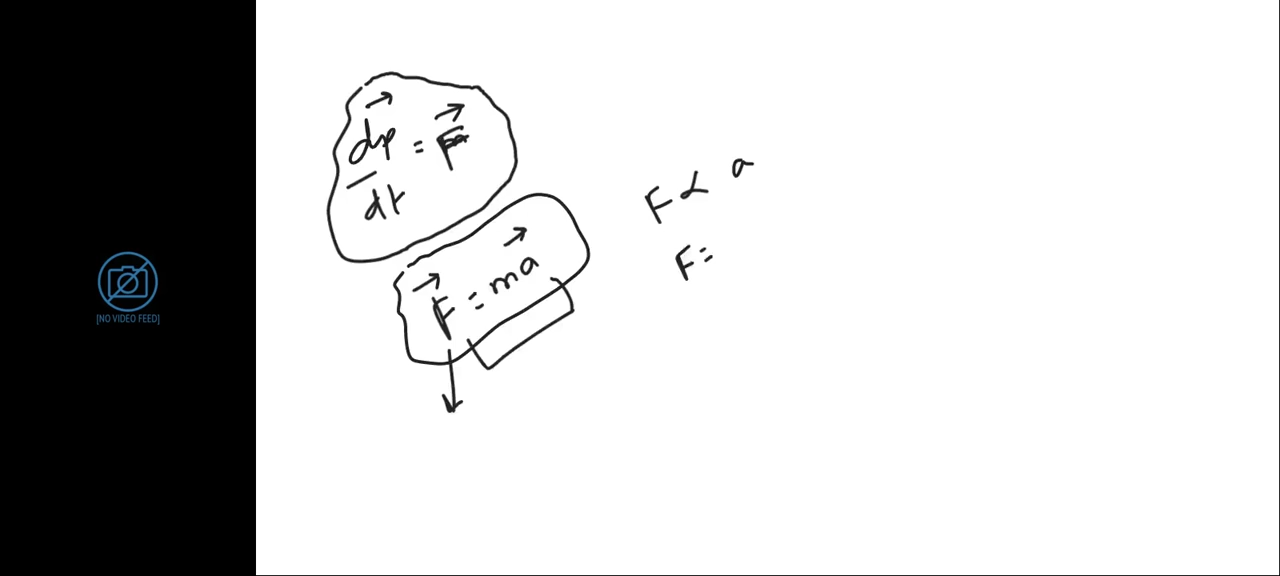 [NO VIDEO FEED]
dp⃗/dt = F⃗
F⃗ = ma⃗
F ∝ a
F=